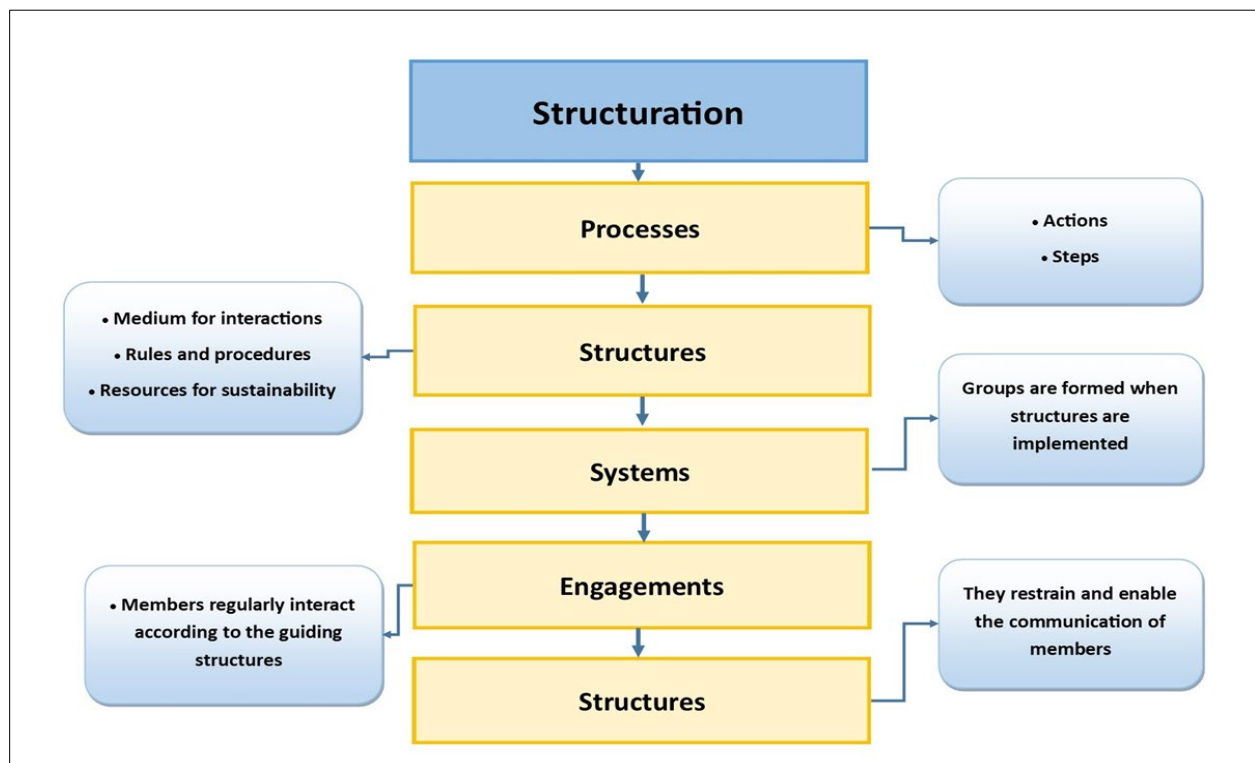 Structuration
Processes
• Actions
• Steps
• Medium for interactions
• Rules and procedures
• Resources for sustainability
Structures
Groups are formed when
structures are
implemented
Systems
Engagements
• Members regularly interact
according to the guiding
structures
They restrain and enable
the communication of
members
Structures